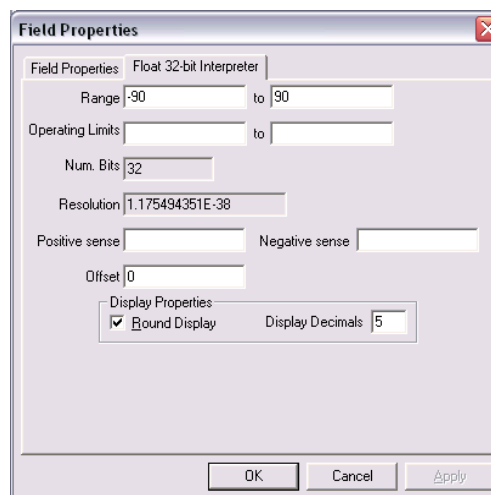 Field Properties
Field Properties Float 32-bit Interpreter
Range -90 to 90
Operating Limits to
Num. Bits 32
Resolution 1.175494351E-38
Positive sense Negative sense
Offset 0
Display Properties
Round Display Display Decimals 5
OK Cancel Apply